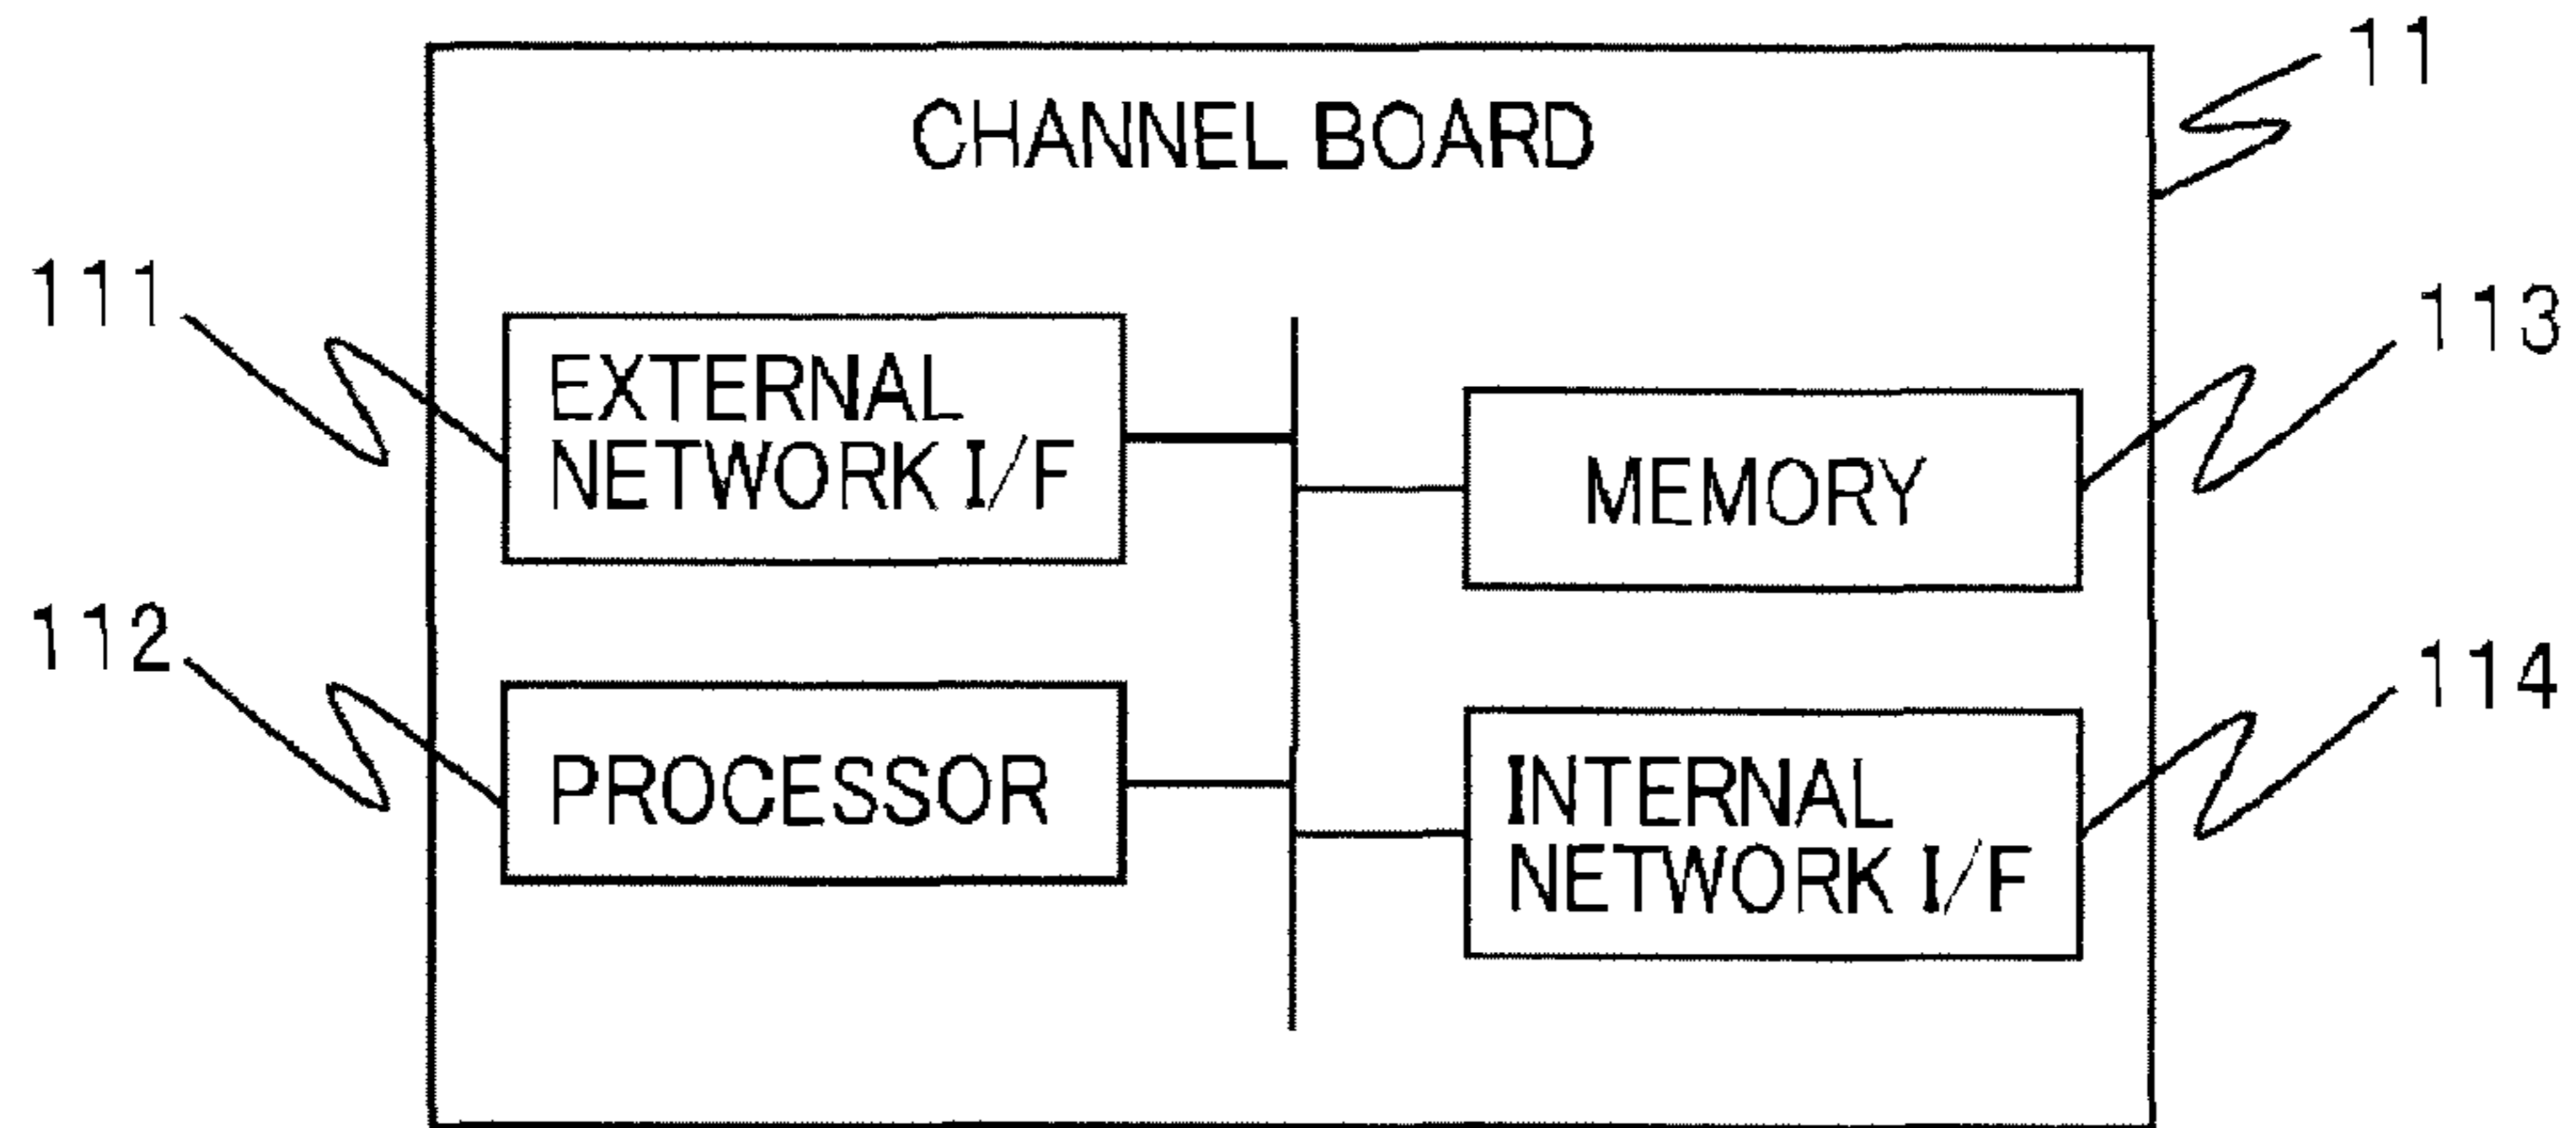 11
CHANNEL BOARD
111
EXTERNAL
NETWORK I/F
113
MEMORY
112
PROCESSOR
114
INTERNAL
NETWORK I/F